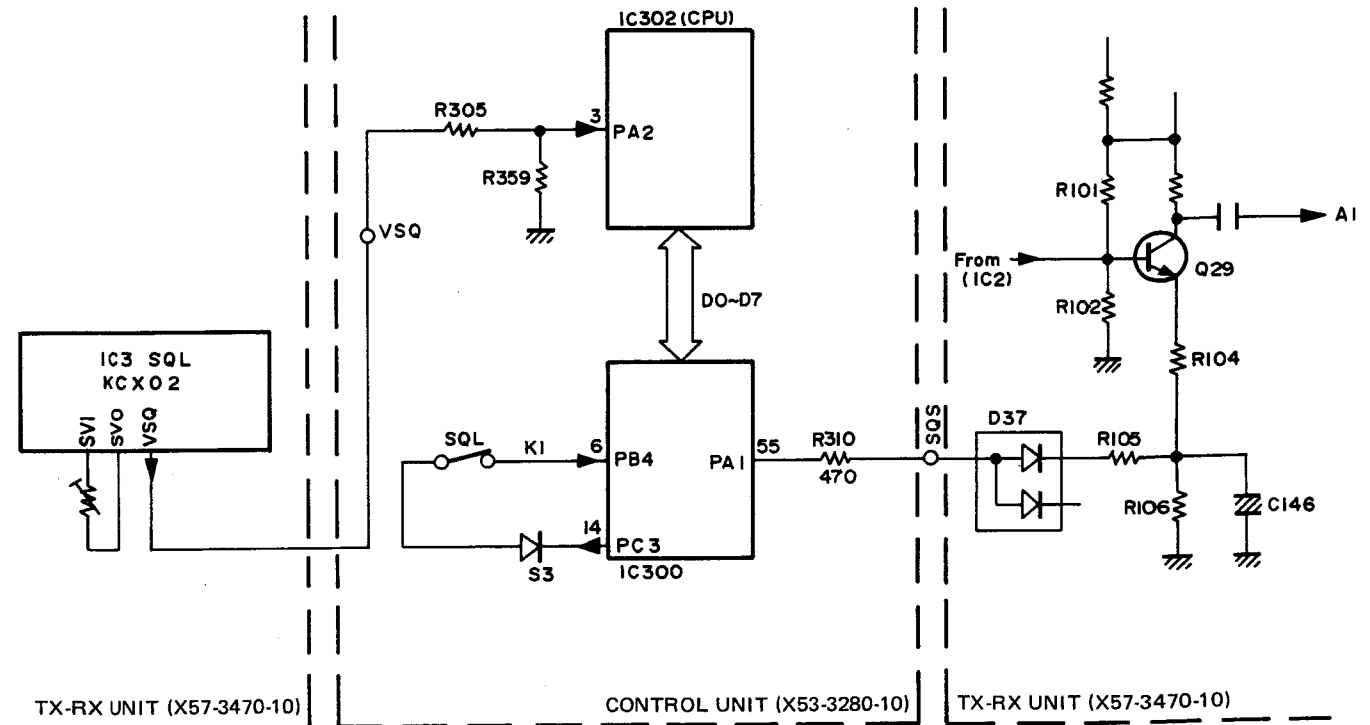 IC302 (CPU)
R305
3
PA2
R359
VSQ
D0~D7
IC3 SQL
KCX02
SVI
SVO
VSQ
SQL
K1
6
PB4
PA1
55
R310
470
SQS
14
PC3
S3
IC300
R101
From
(IC2)
R102
Q29
A1
R104
D37
R105
R106
C146
TX-RX UNIT (X57-3470-10)
CONTROL UNIT (X53-3280-10)
TX-RX UNIT (X57-3470-10)